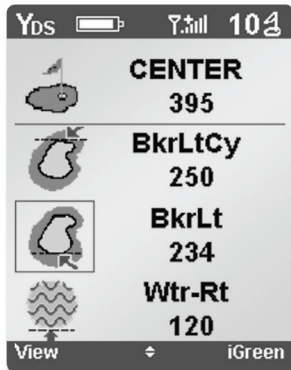 YDS 10
CENTER
395
BkrLtCy
250
BkrLt
234
Wtr-Rt
120
View iGreen